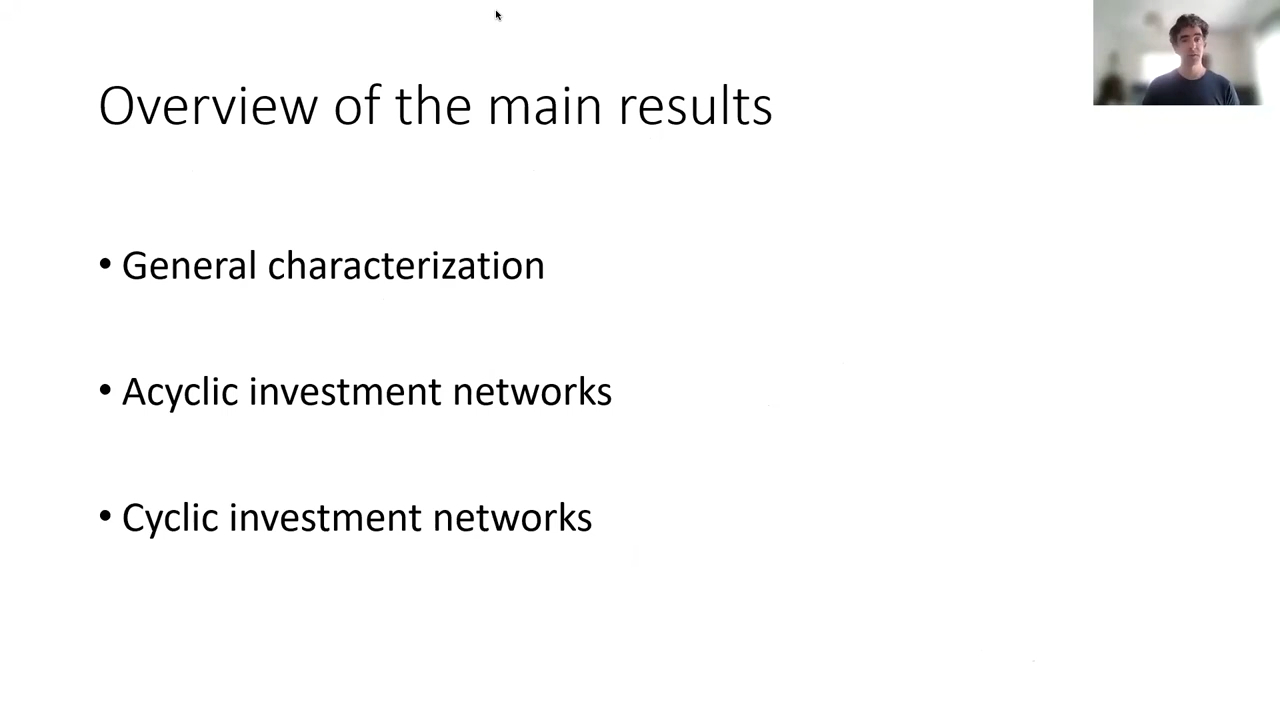 Overview of the main results
• General characterization
• Acyclic investment networks
• Cyclic investment networks